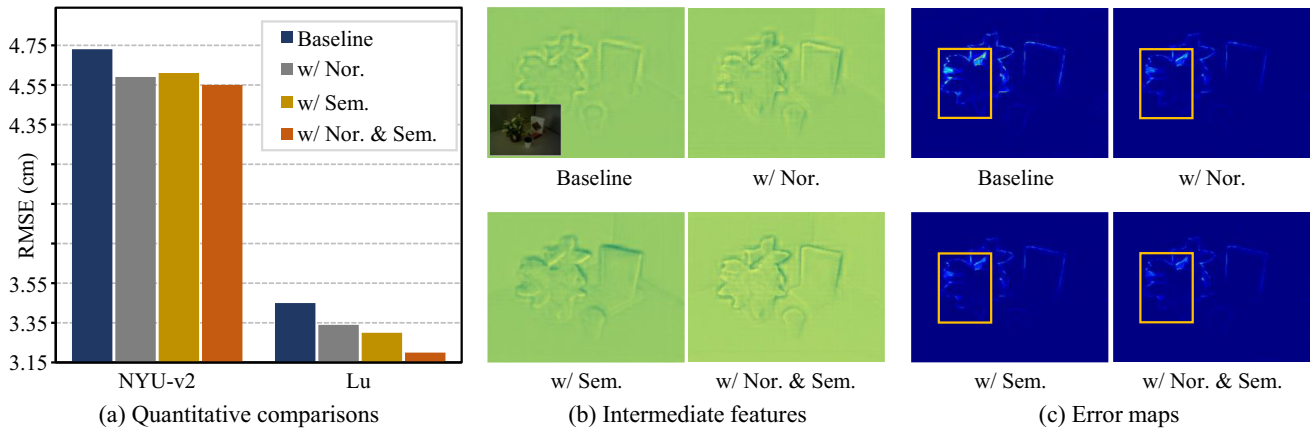 4.75
4.55
4.35
3.55
3.35
3.15
RMSE (cm)
Baseline
w/ Nor.
w/ Sem.
w/ Nor. & Sem.
NYU-v2
Lu
(a) Quantitative comparisons
Baseline
w/ Nor.
w/ Sem.
w/ Nor. & Sem.
(b) Intermediate features
Baseline
w/ Nor.
w/ Sem.
w/ Nor. & Sem.
(c) Error maps